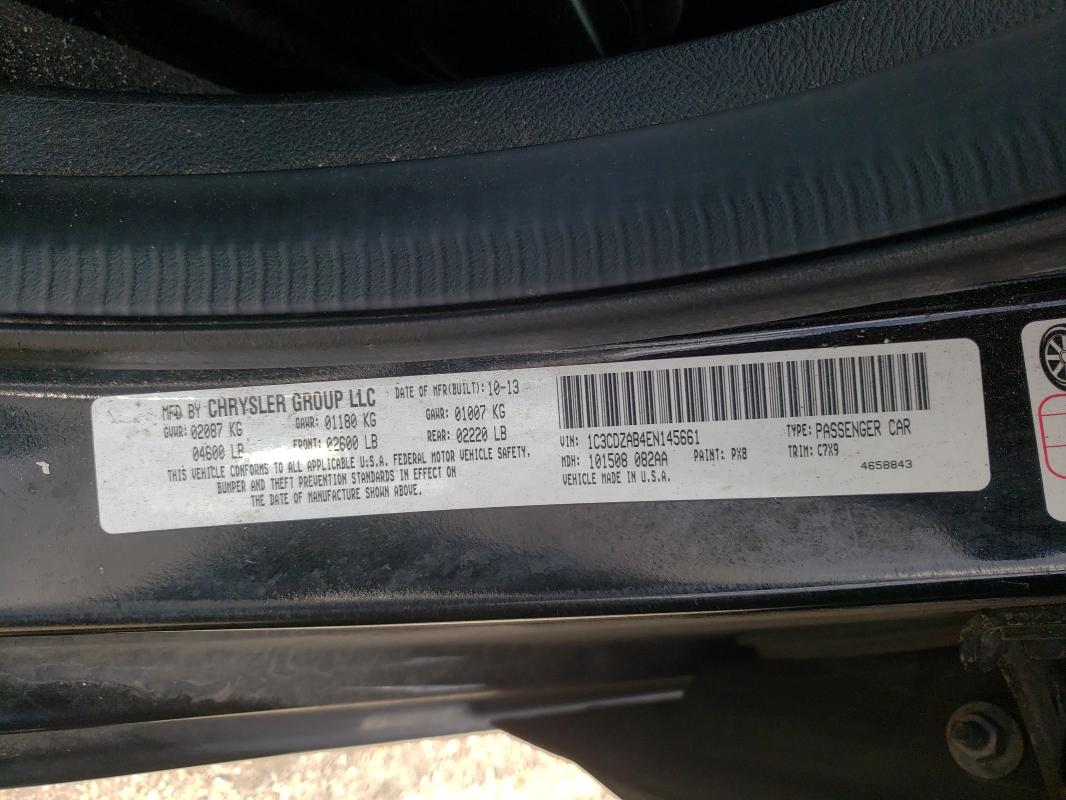 MFD BY CHRYSLER GROUP LLC DATE OF MFR(BUILT): 10-13
GVWR: 02087 KG GAWR: 01180 KG GAWR: 01007 KG
04600 LB FRONT: 02600 LB REAR: 02220 LB
THIS VEHICLE CONFORMS TO ALL APPLICABLE U.S.A. FEDERAL MOTOR VEHICLE SAFETY,
BUMPER AND THEFT PREVENTION STANDARDS IN EFFECT ON
THE DATE OF MANUFACTURE SHOWN ABOVE.
VIN: 1C3CDZAB4EN145661 TYPE: PASSENGER CAR
MDH: 101508 082AA PAINT: PX8 TRIM: C7X9
VEHICLE MADE IN U.S.A. 4658843